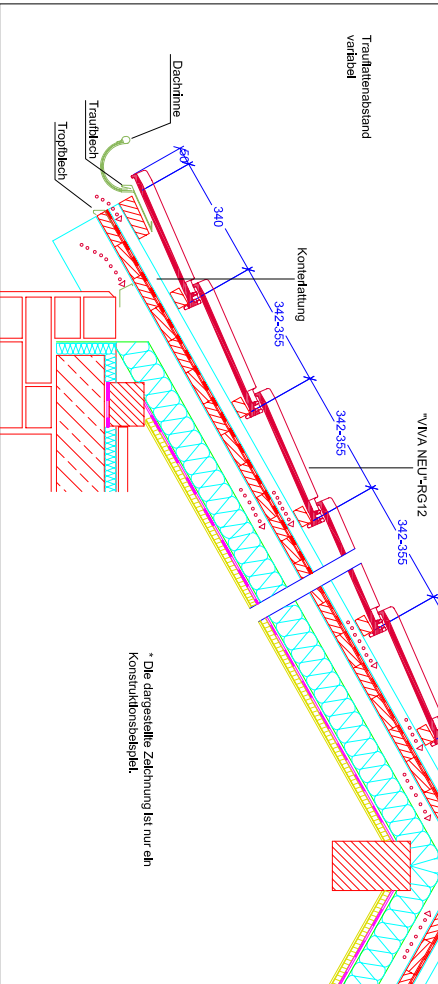 Trauflattenabstand
variabel
Dachrinne
Traufblech
Tropfblech
50
340
Konterlattung
342-355
342-355
342-355
"VIVA NEU"-RG12
* Die dargestellte Zeichnung ist nur ein
Konstruktionsbeispiel.